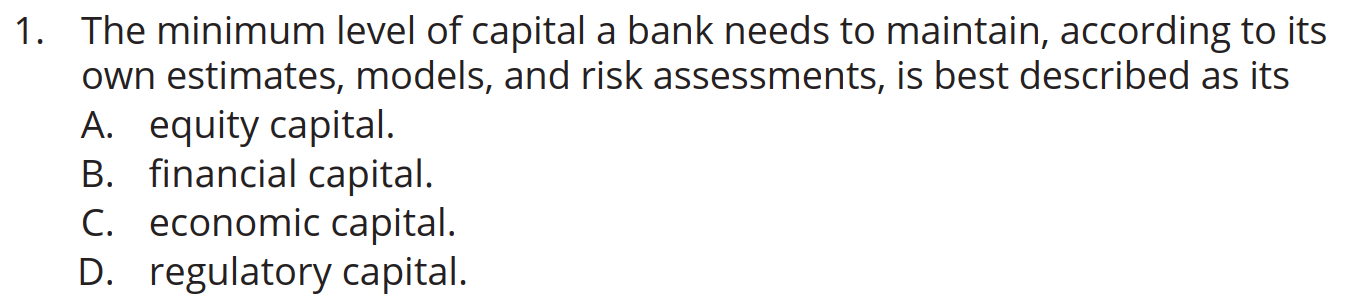 1. The minimum level of capital a bank needs to maintain, according to its
own estimates, models, and risk assessments, is best described as its
A. equity capital.
B. financial capital.
C. economic capital.
D. regulatory capital.